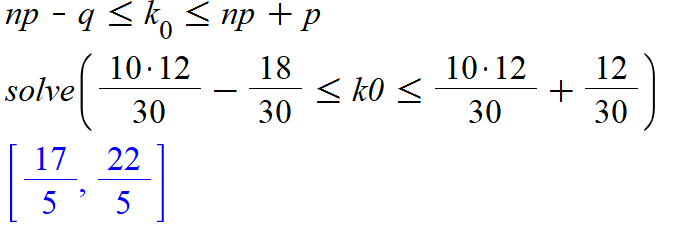 np - q ≤ k₀ ≤ np + p
solve(10·12/30 − 18/30 ≤ k0 ≤ 10·12/30 + 12/30)
[17/5, 22/5]